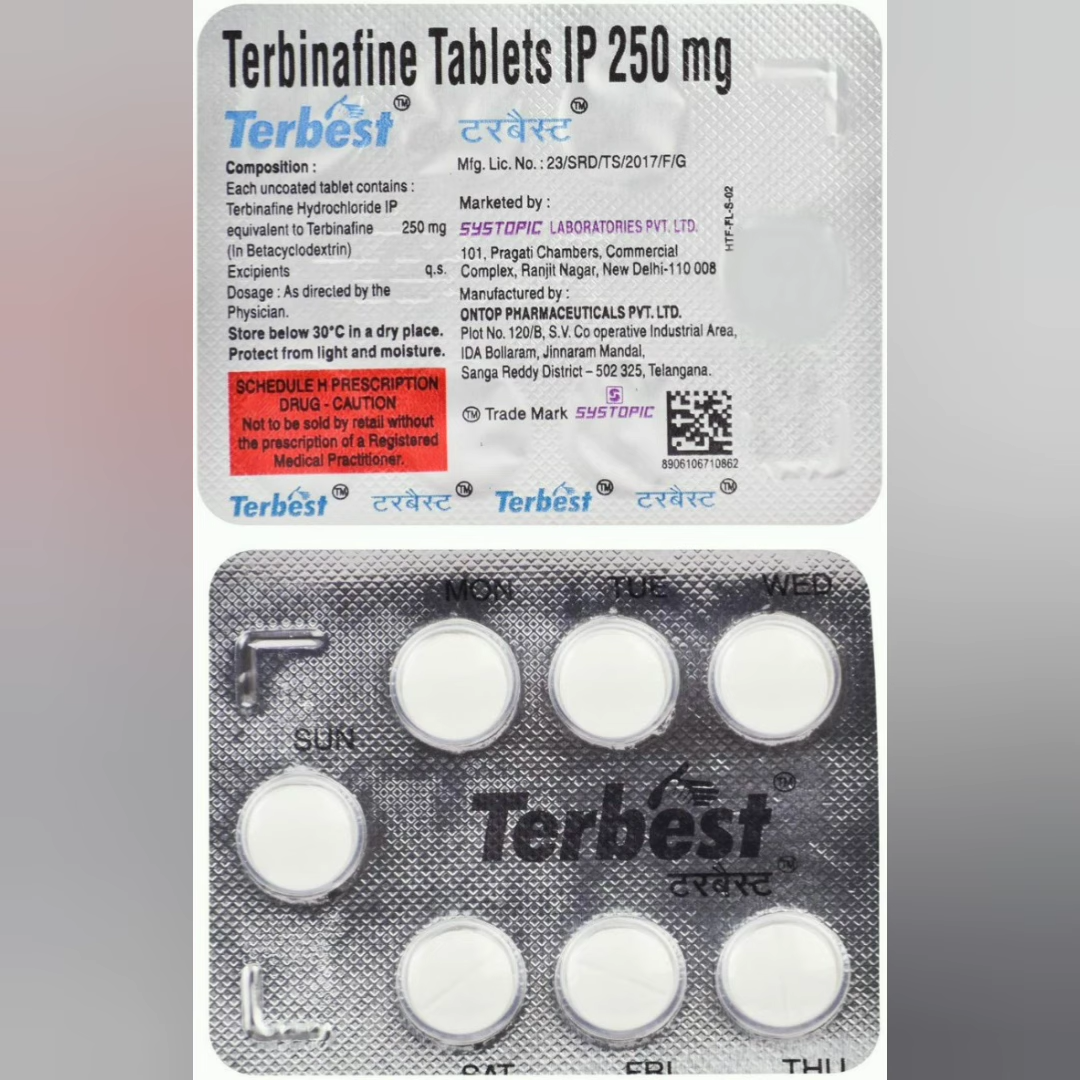 Terbinafine Tablets IP 250 mg
Terbest™ टरबैस्ट™
Composition :
Each uncoated tablet contains :
Terbinafine Hydrochloride IP
equivalent to Terbinafine 250 mg
(In Betacyclodextrin)
Excipients q.s.
Dosage : As directed by the
Physician.
Store below 30°C in a dry place.
Protect from light and moisture.
SCHEDULE H PRESCRIPTION
DRUG - CAUTION
Not to be sold by retail without
the prescription of a Registered
Medical Practitioner.
Mfg. Lic. No. : 23/SRD/TS/2017/F/G
Marketed by :
SYSTOPIC LABORATORIES PVT. LTD.
101, Pragati Chambers, Commercial
Complex, Ranjit Nagar, New Delhi-110 008
Manufactured by :
ONTOP PHARMACEUTICALS PVT. LTD.
Plot No. 120/B, S.V. Co operative Industrial Area,
IDA Bollaram, Jinnaram Mandal,
Sanga Reddy District – 502 325, Telangana.
S
™ Trade Mark SYSTOPIC
8906106710862
HTF-FL-S-02
Terbest™ टरबैस्ट™ Terbest™ टरबैस्ट™
MON TUE WED
SUN
Terbest™
टरबैस्ट™
SAT FRI THU